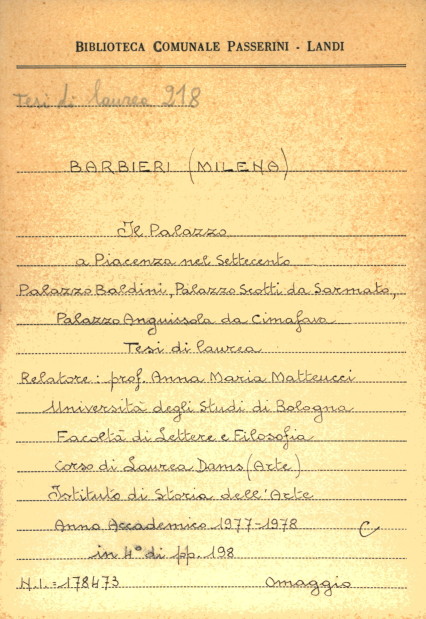 BIBLIOTECA COMUNALE PASSERINI - LANDI
Tesi di laurea 218
BARBIERI (MILENA)
Il Palazzo
a Piacenza nel Settecento
Palazzo Baldini, Palazzo Scotti da Sarmato,
Palazzo Anguissola da Cimafava
Tesi di laurea
Relatore: prof. Anna Maria Matteucci
Università degli Studi di Bologna
Facoltà di Lettere e Filosofia
Corso di Laurea Dams (Arte)
Istituto di Storia dell'Arte
Anno Accademico 1977-1978 C
in 4° di pp. 198
N.I.=178473 omaggio